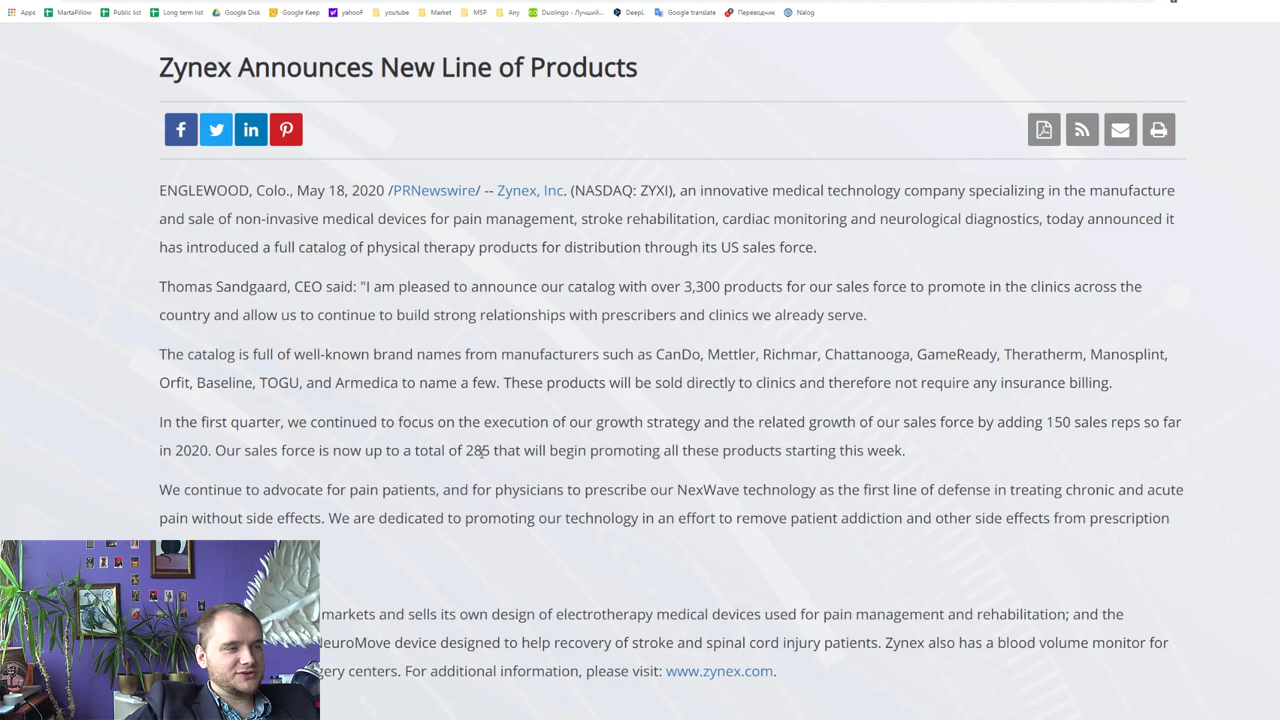 Apps MartaPillow Public list Long term list Google Disk Google Keep yahooF youtube Market MSP Any Duolingo - Лучший... DeepL Google translate Переводчик Nalog
Zynex Announces New Line of Products
ENGLEWOOD, Colo., May 18, 2020 /PRNewswire/ -- Zynex, Inc. (NASDAQ: ZYXI), an innovative medical technology company specializing in the manufacture
and sale of non-invasive medical devices for pain management, stroke rehabilitation, cardiac monitoring and neurological diagnostics, today announced it
has introduced a full catalog of physical therapy products for distribution through its US sales force.
Thomas Sandgaard, CEO said: "I am pleased to announce our catalog with over 3,300 products for our sales force to promote in the clinics across the
country and allow us to continue to build strong relationships with prescribers and clinics we already serve.
The catalog is full of well-known brand names from manufacturers such as CanDo, Mettler, Richmar, Chattanooga, GameReady, Theratherm, Manosplint,
Orfit, Baseline, TOGU, and Armedica to name a few. These products will be sold directly to clinics and therefore not require any insurance billing.
In the first quarter, we continued to focus on the execution of our growth strategy and the related growth of our sales force by adding 150 sales reps so far
in 2020. Our sales force is now up to a total of 285 that will begin promoting all these products starting this week.
We continue to advocate for pain patients, and for physicians to prescribe our NexWave technology as the first line of defense in treating chronic and acute
pain without side effects. We are dedicated to promoting our technology in an effort to remove patient addiction and other side effects from prescription
markets and sells its own design of electrotherapy medical devices used for pain management and rehabilitation; and the
euroMove device designed to help recovery of stroke and spinal cord injury patients. Zynex also has a blood volume monitor for
gery centers. For additional information, please visit: www.zynex.com.